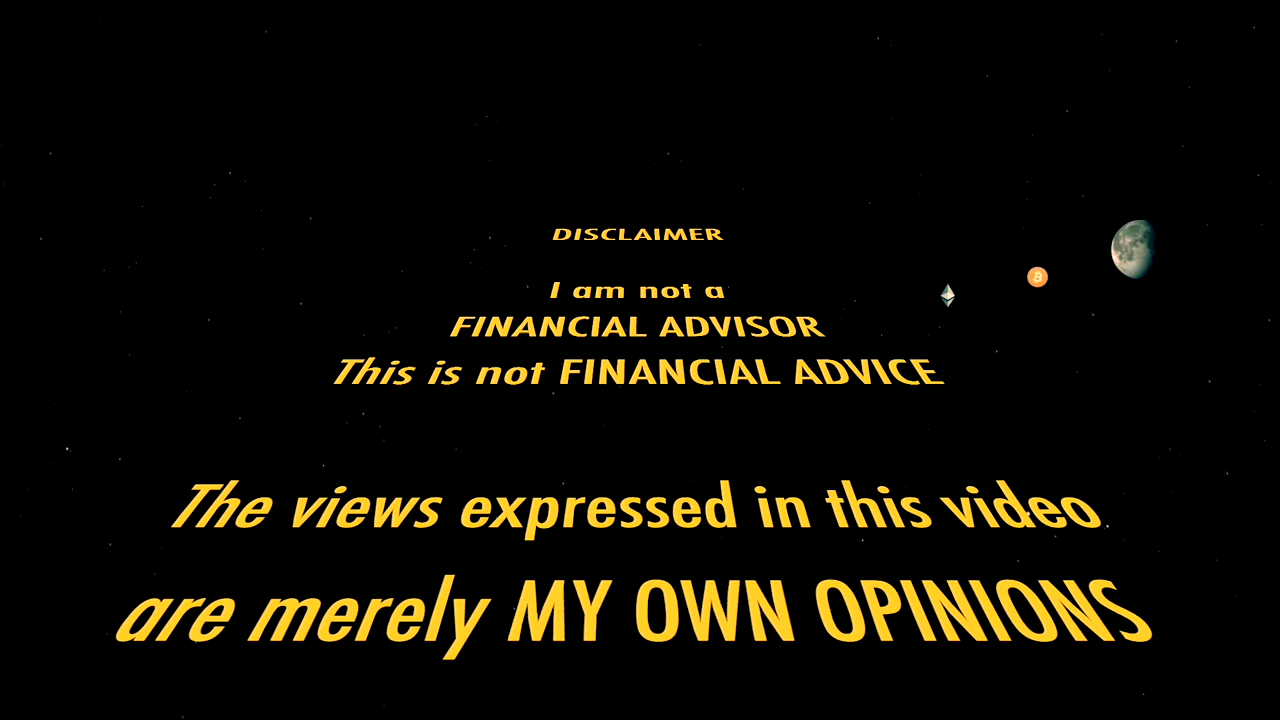 DISCLAIMER
I am not a
FINANCIAL ADVISOR
This is not FINANCIAL ADVICE
The views expressed in this video
are merely MY OWN OPINIONS